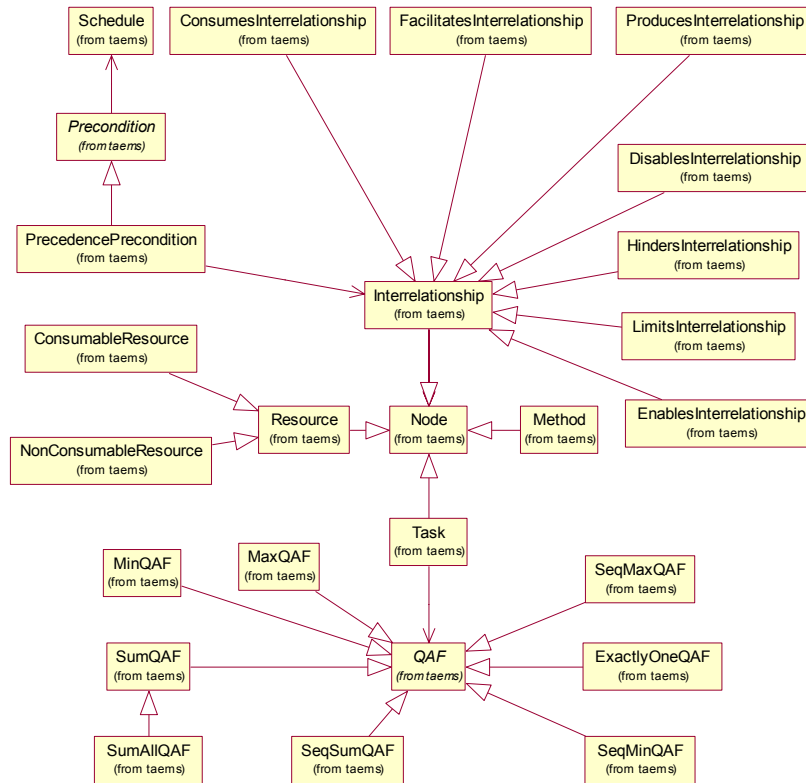 Schedule
(from taems)
ConsumesInterrelationship
(from taems)
FacilitatesInterrelationship
(from taems)
ProducesInterrelationship
(from taems)
Precondition
(from taems)
DisablesInterrelationship
(from taems)
PrecedencePrecondition
(from taems)
HindersInterrelationship
(from taems)
Interrelationship
(from taems)
LimitsInterrelationship
(from taems)
ConsumableResource
(from taems)
EnablesInterrelationship
(from taems)
Resource
(from taems)
Node
(from taems)
Method
(from taems)
NonConsumableResource
(from taems)
Task
(from taems)
MinQAF
(from taems)
MaxQAF
(from taems)
SeqMaxQAF
(from taems)
SumQAF
(from taems)
QAF
(from taems)
ExactlyOneQAF
(from taems)
SumAllQAF
(from taems)
SeqSumQAF
(from taems)
SeqMinQAF
(from taems)